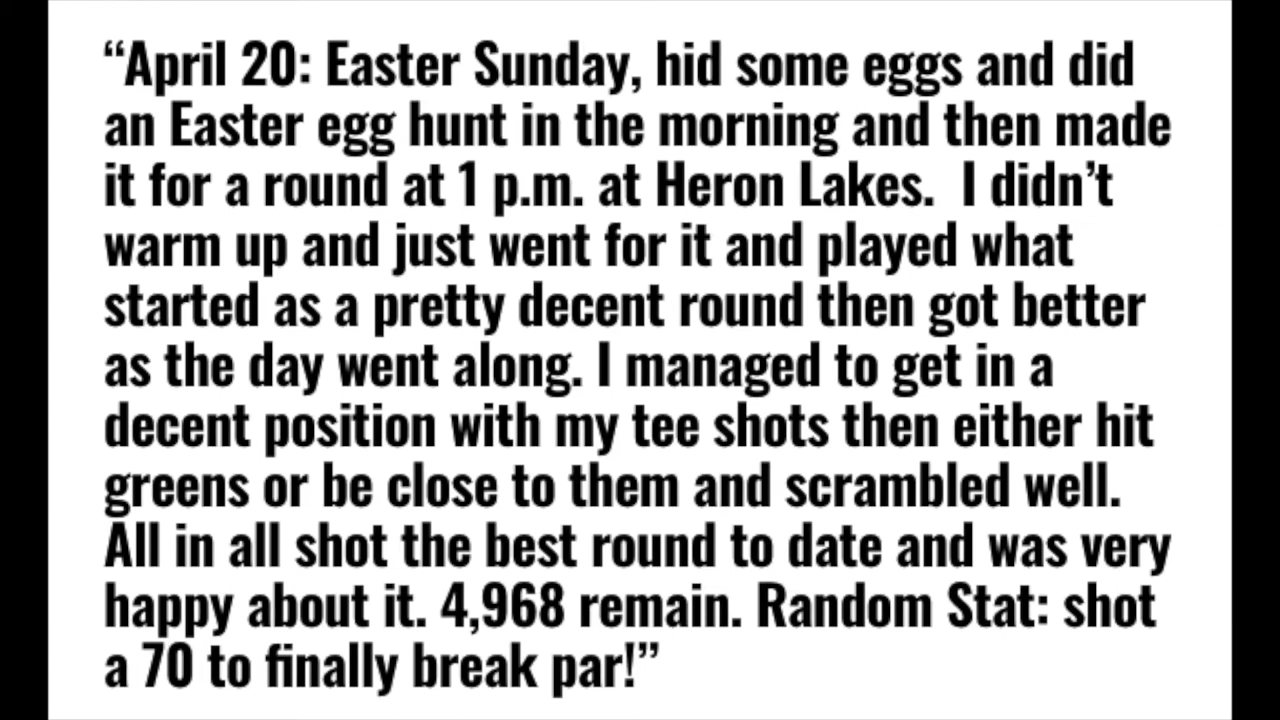 “April 20: Easter Sunday, hid some eggs and did
an Easter egg hunt in the morning and then made
it for a round at 1 p.m. at Heron Lakes.  I didn’t
warm up and just went for it and played what
started as a pretty decent round then got better
as the day went along. I managed to get in a
decent position with my tee shots then either hit
greens or be close to them and scrambled well.
All in all shot the best round to date and was very
happy about it. 4,968 remain. Random Stat: shot
a 70 to finally break par!”